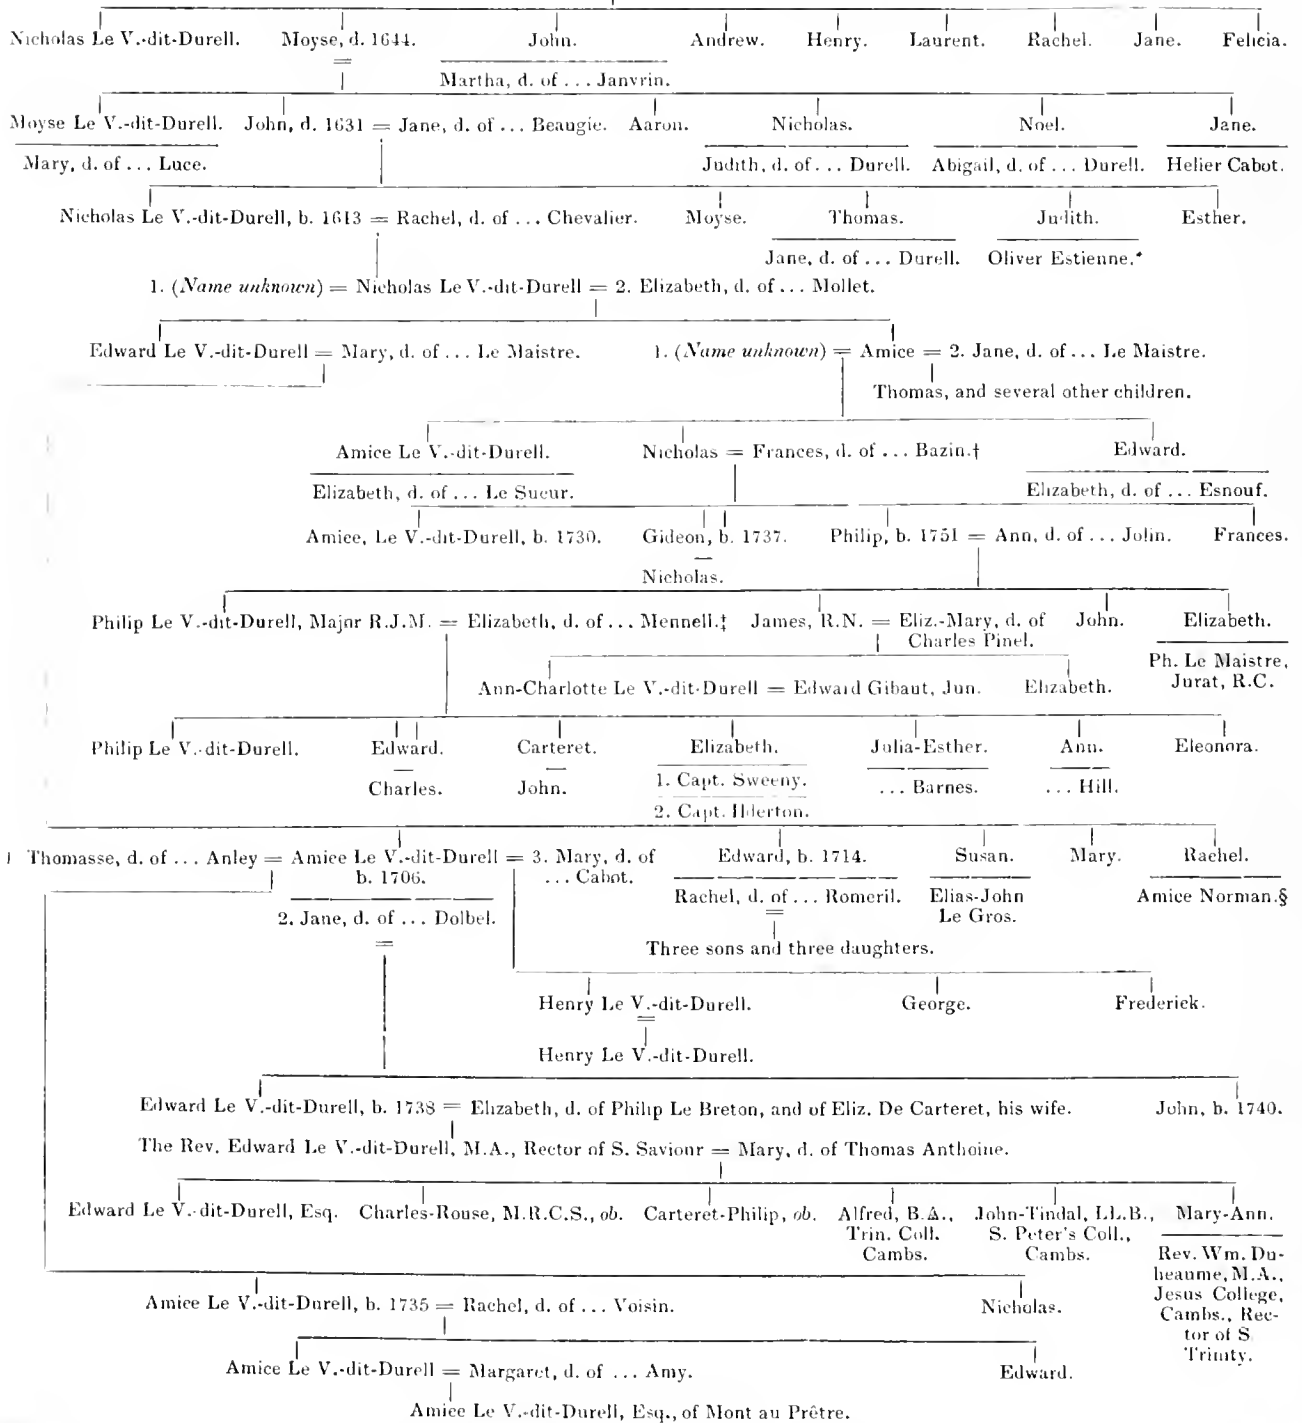 Nicholas Le V.-dit-Durell. Moyse, d. 1644. John. Andrew. Henry. Laurent. Rachel. Jane. Felicia.
=
Martha, d. of ... Janvrin.
Moyse Le V.-dit-Durell. John, d. 1631 = Jane, d. of ... Beaugie. Aaron. Nicholas. Noel. Jane.
Mary, d. of ... Luce. Judith, d. of ... Durell. Abigail, d. of ... Durell. Helier Cabot.
Nicholas Le V.-dit-Durell, b. 1613 = Rachel, d. of ... Chevalier. Moyse. Thomas. Judith. Esther.
Jane, d. of ... Durell. Oliver Estienne.*
1. (Name unknown) = Nicholas Le V.-dit-Durell = 2. Elizabeth, d. of ... Mollet.
Edward Le V.-dit-Durell = Mary, d. of ... Le Maistre. 1. (Name unknown) = Amice = 2. Jane, d. of ... Le Maistre.
Thomas, and several other children.
Amice Le V.-dit-Durell. Nicholas = Frances, d. of ... Bazin.† Edward.
Elizabeth, d. of ... Le Sueur. Elizabeth, d. of ... Esnouf.
Amice, Le V.-dit-Durell, b. 1730. Gideon, b. 1737. Philip, b. 1751 = Ann, d. of ... Jolin. Frances.
Nicholas.
Philip Le V.-dit-Durell, Major R.J.M. = Elizabeth, d. of ... Mennell.‡ James, R.N. = Eliz.-Mary, d. of John. Elizabeth.
Charles Pinel.
Ph. Le Maistre,
Ann-Charlotte Le V.-dit-Durell = Edward Gibaut, Jun. Elizabeth. Jurat, R.C.
Philip Le V.-dit-Durell. Edward. Carteret. Elizabeth. Julia-Esther. Ann. Eleonora.
Charles. John. 1. Capt. Sweeny. ... Barnes. ... Hill.
2. Capt. Ilderton.
Thomasse, d. of ... Anley = Amice Le V.-dit-Durell = 3. Mary, d. of Edward, b. 1714. Susan. Mary. Rachel.
b. 1706. ... Cabot. Rachel, d. of ... Romeril. Elias-John Amice Norman.§
2. Jane, d. of ... Dolbel. = Le Gros.
=
Three sons and three daughters.
Henry Le V.-dit-Durell. George. Frederick.
=
Henry Le V.-dit-Durell.
Edward Le V.-dit-Durell, b. 1738 = Elizabeth, d. of Philip Le Breton, and of Eliz. De Carteret, his wife. John, b. 1740.
The Rev. Edward Le V.-dit-Durell, M.A., Rector of S. Saviour = Mary, d. of Thomas Anthoine.
Edward Le V.-dit-Durell, Esq. Charles-Rouse, M.R.C.S., ob. Carteret-Philip, ob. Alfred, B.A., John-Tindal, LL.B., Mary-Ann.
Trin. Coll. S. Peter's Coll.,
Cambs. Cambs. Rev. Wm. Du-
heaume, M.A.,
Jesus College,
Amice Le V.-dit-Durell, b. 1735 = Rachel, d. of ... Voisin. Nicholas. Cambs., Rec-
tor of S.
Trinity.
Amice Le V.-dit-Durell = Margaret, d. of ... Amy. Edward.
Amice Le V.-dit-Durell, Esq., of Mont au Prêtre.